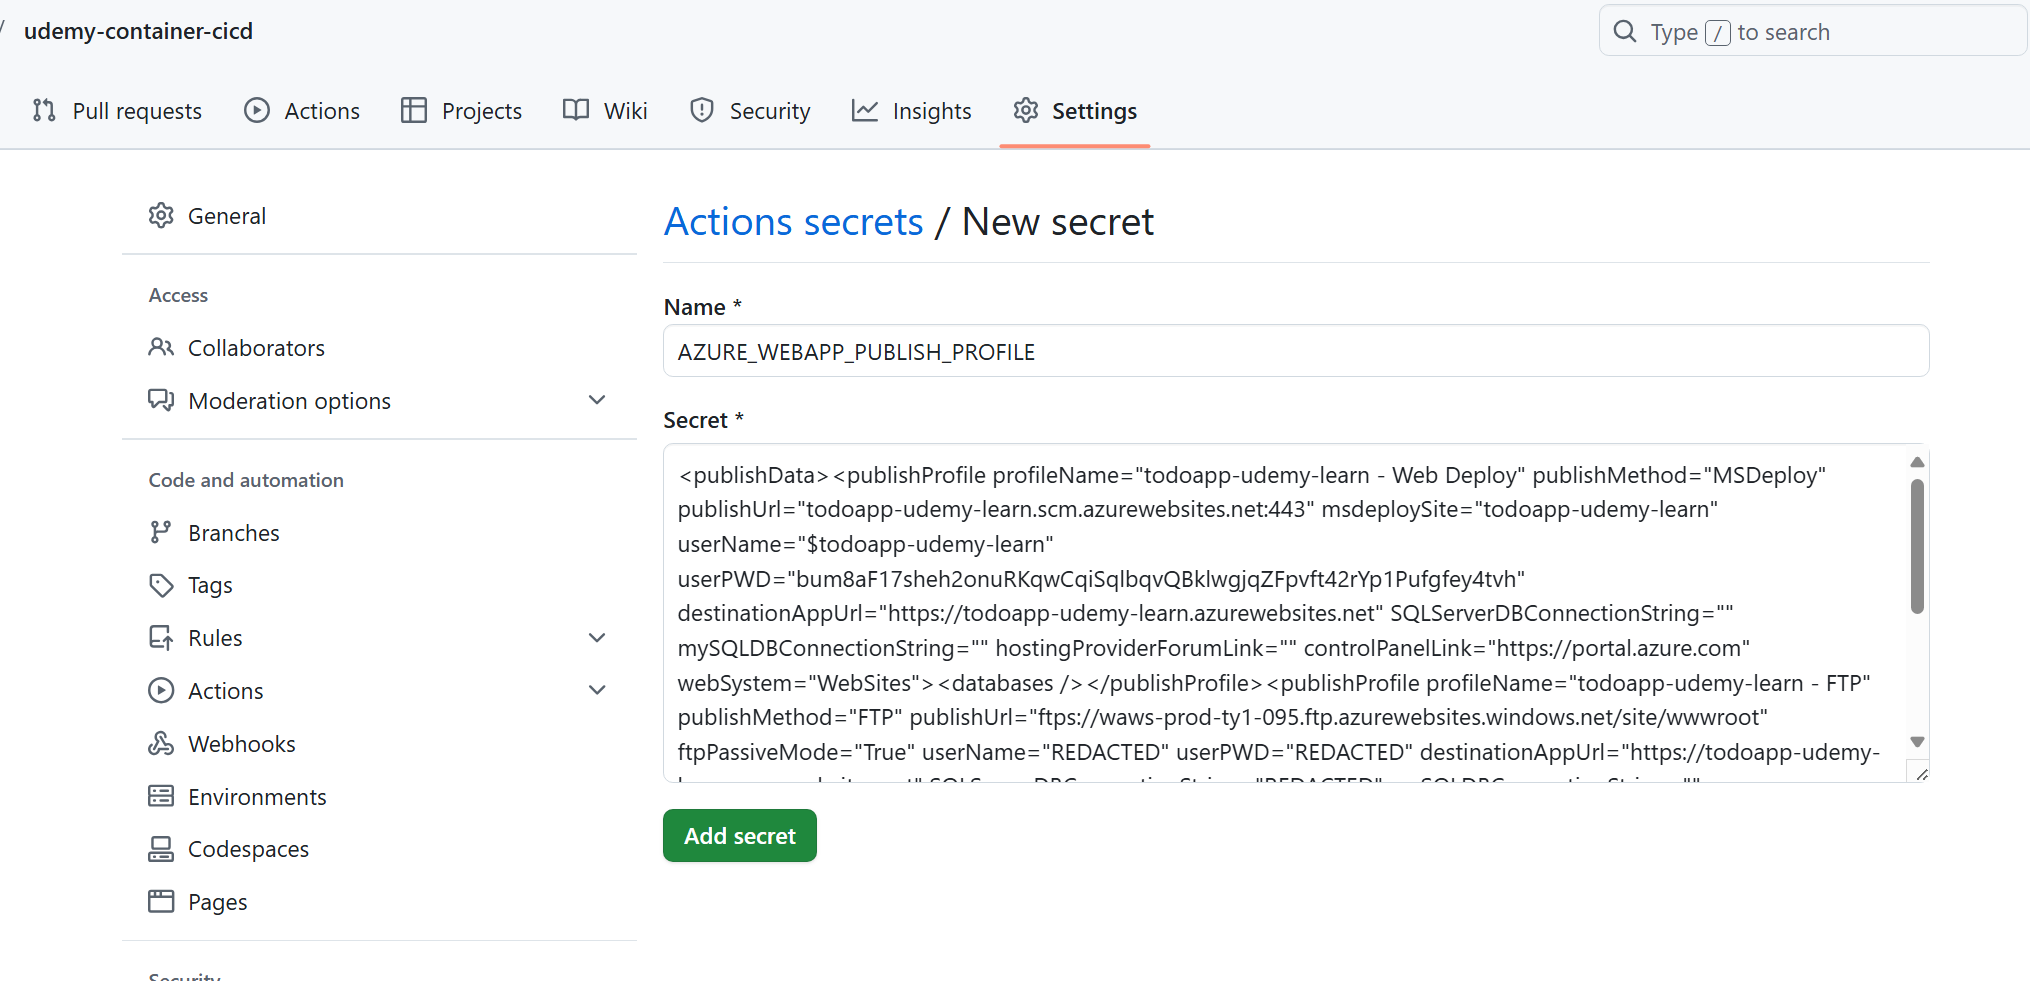 / udemy-container-cicd
Type / to search
Pull requests
Actions
Projects
Wiki
Security
Insights
Settings
General
Access
Collaborators
Moderation options
Code and automation
Branches
Tags
Rules
Actions
Webhooks
Environments
Codespaces
Pages
Security
Actions secrets / New secret
Name *
AZURE_WEBAPP_PUBLISH_PROFILE
Secret *
<publishData><publishProfile profileName="todoapp-udemy-learn - Web Deploy" publishMethod="MSDeploy"
publishUrl="todoapp-udemy-learn.scm.azurewebsites.net:443" msdeploySite="todoapp-udemy-learn"
userName="$todoapp-udemy-learn"
userPWD="bum8aF17sheh2onuRKqwCqiSqlbqvQBklwgjqZFpvft42rYp1Pufgfey4tvh"
destinationAppUrl="https://todoapp-udemy-learn.azurewebsites.net" SQLServerDBConnectionString=""
mySQLDBConnectionString="" hostingProviderForumLink="" controlPanelLink="https://portal.azure.com"
webSystem="WebSites"><databases /></publishProfile><publishProfile profileName="todoapp-udemy-learn - FTP"
publishMethod="FTP" publishUrl="ftps://waws-prod-ty1-095.ftp.azurewebsites.windows.net/site/wwwroot"
ftpPassiveMode="True" userName="REDACTED" userPWD="REDACTED" destinationAppUrl="https://todoapp-udemy-
Add secret